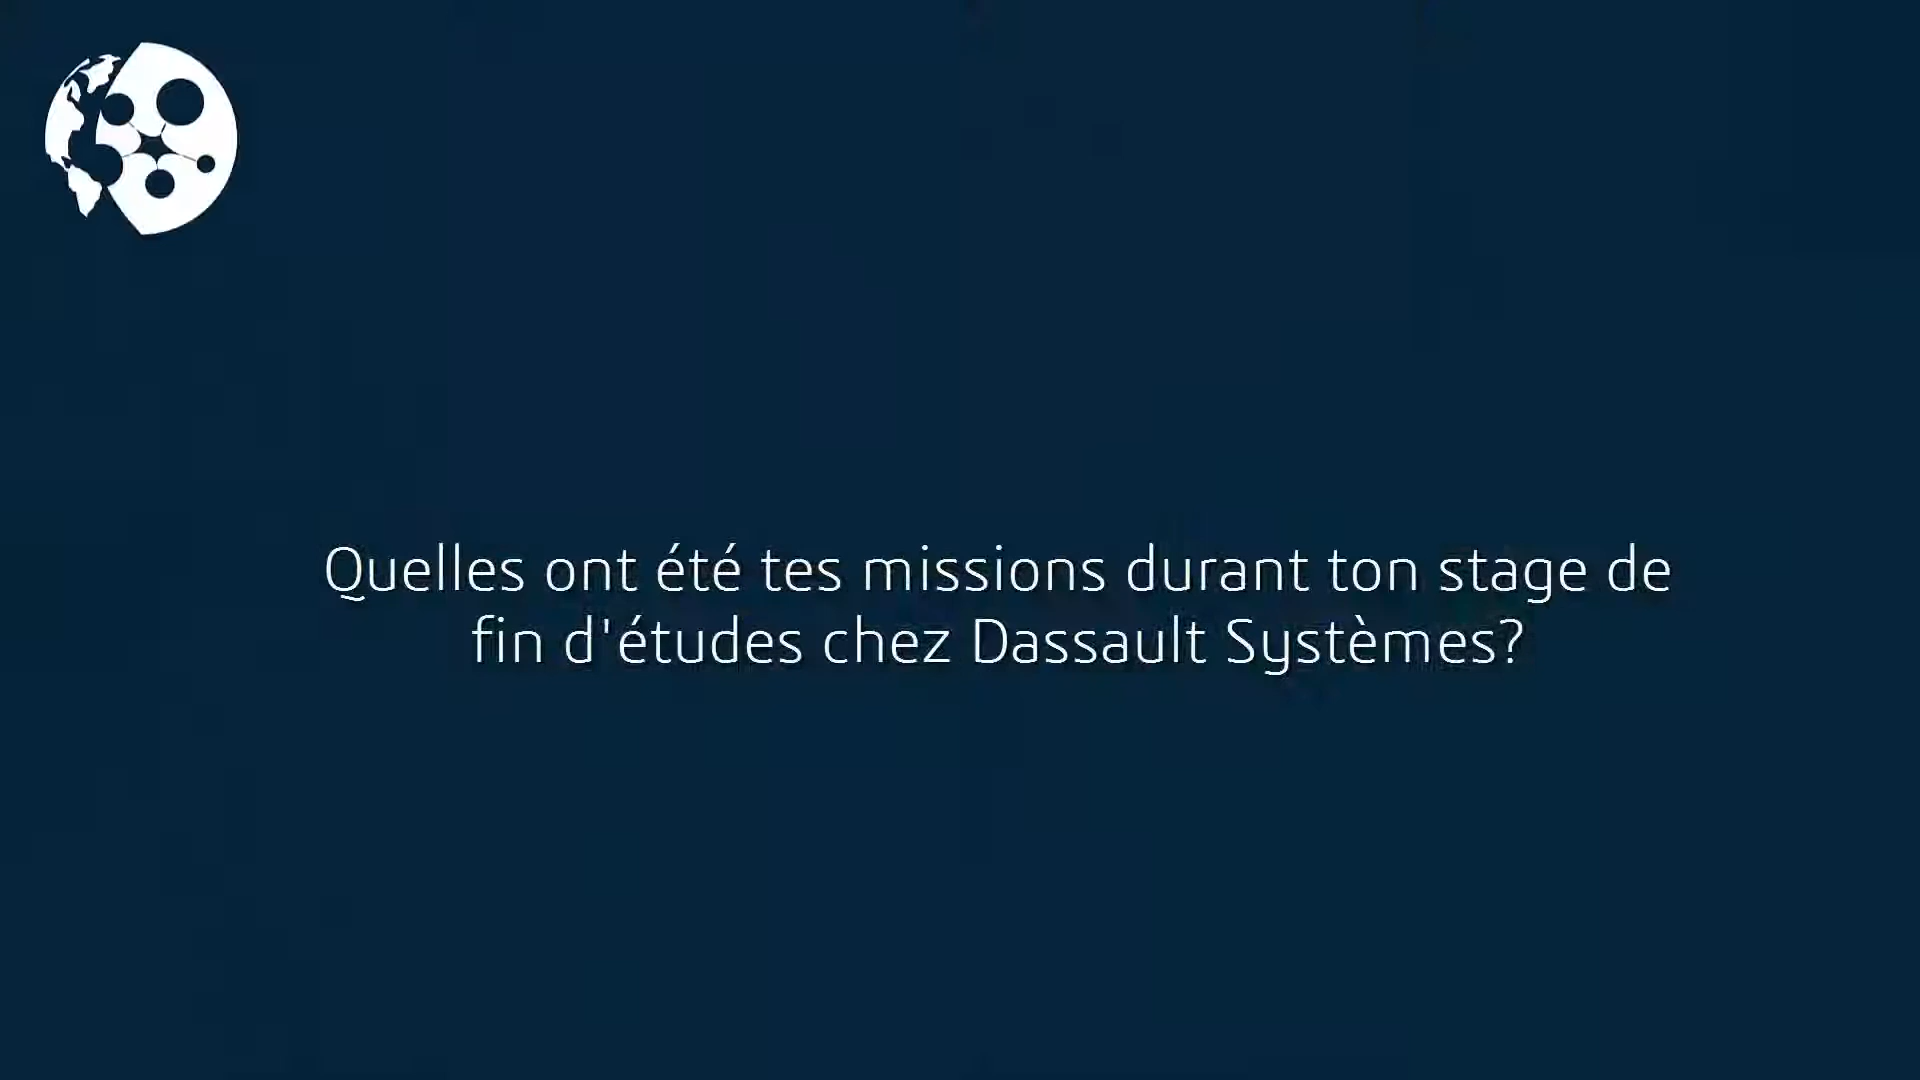 Quelles ont été tes missions durant ton stage de
fin d'études chez Dassault Systèmes?